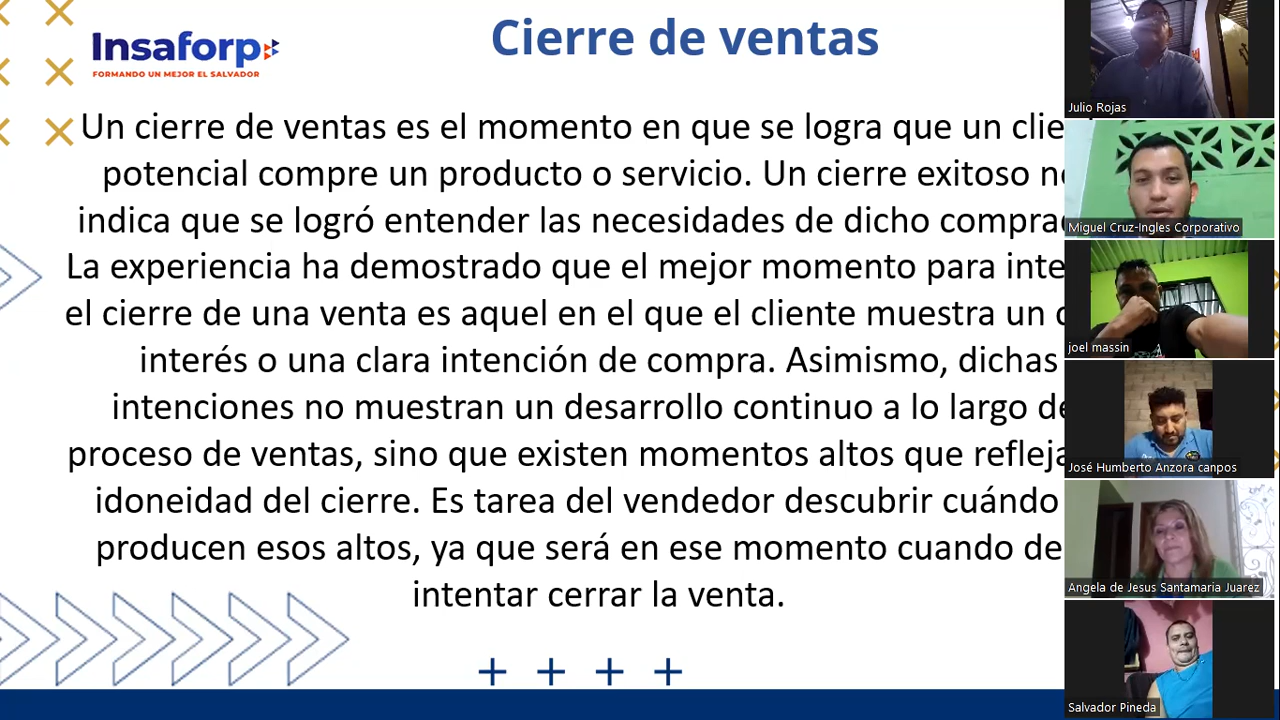 Insaforp
FORMANDO UN MEJOR EL SALVADOR
Cierre de ventas
Un cierre de ventas es el momento en que se logra que un
potencial compre un producto o servicio. Un cierre exitoso
indica que se logró entender las necesidades de dicho
La experiencia ha demostrado que el mejor momento para
el cierre de una venta es aquel en el que el cliente muestra un
interés o una clara intención de compra. Asimismo, dichas
intenciones no muestran un desarrollo continuo a lo largo
proceso de ventas, sino que existen momentos altos que
idoneidad del cierre. Es tarea del vendedor descubrir cuándo
producen esos altos, ya que será en ese momento cuando
intentar cerrar la venta.
Julio Rojas
Miguel Cruz-Ingles Corporativo
joel massin
José Humberto Anzora canpos
Angela de Jesus Santamaria Juarez
Salvador Pineda